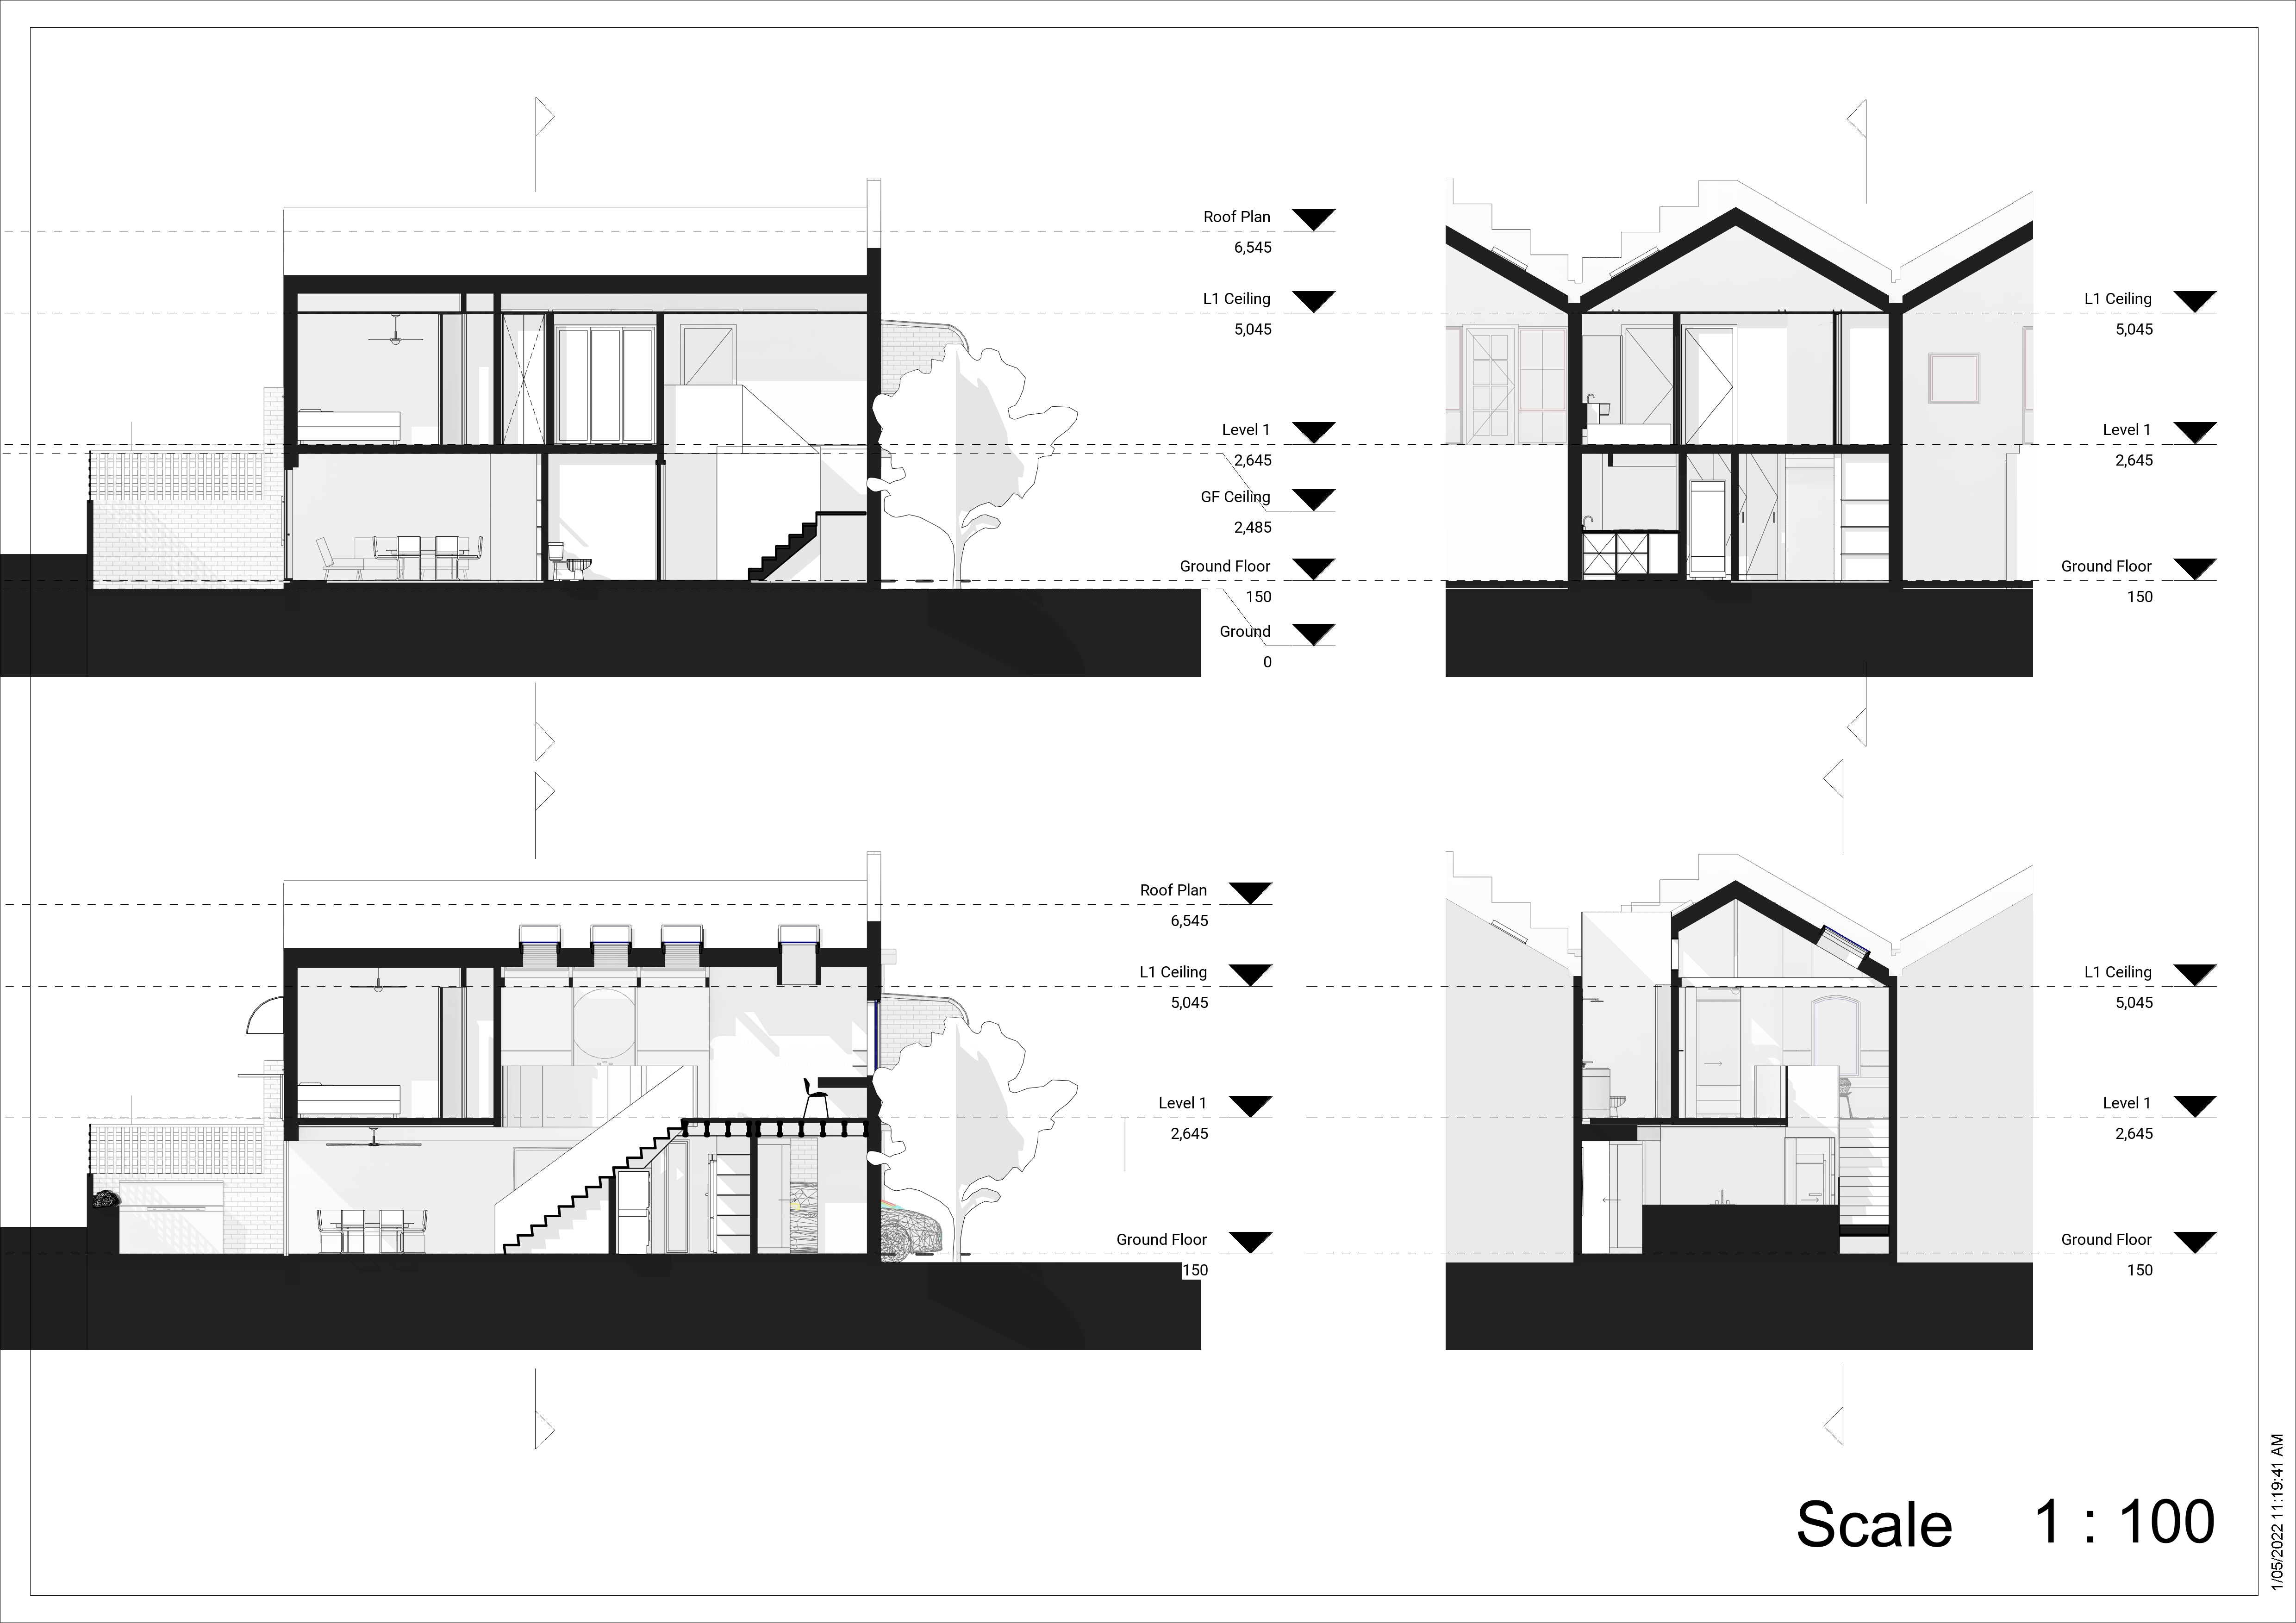 Roof Plan
6,545
L1 Ceiling
5,045
Level 1
2,645
GF Ceiling
2,485
Ground Floor
150
Ground
0
L1 Ceiling
5,045
Level 1
2,645
Ground Floor
150
Roof Plan
6,545
L1 Ceiling
5,045
Level 1
2,645
Ground Floor
150
L1 Ceiling
5,045
Level 1
2,645
Ground Floor
150
Scale 1 : 100
1/05/2022 11:19:41 AM